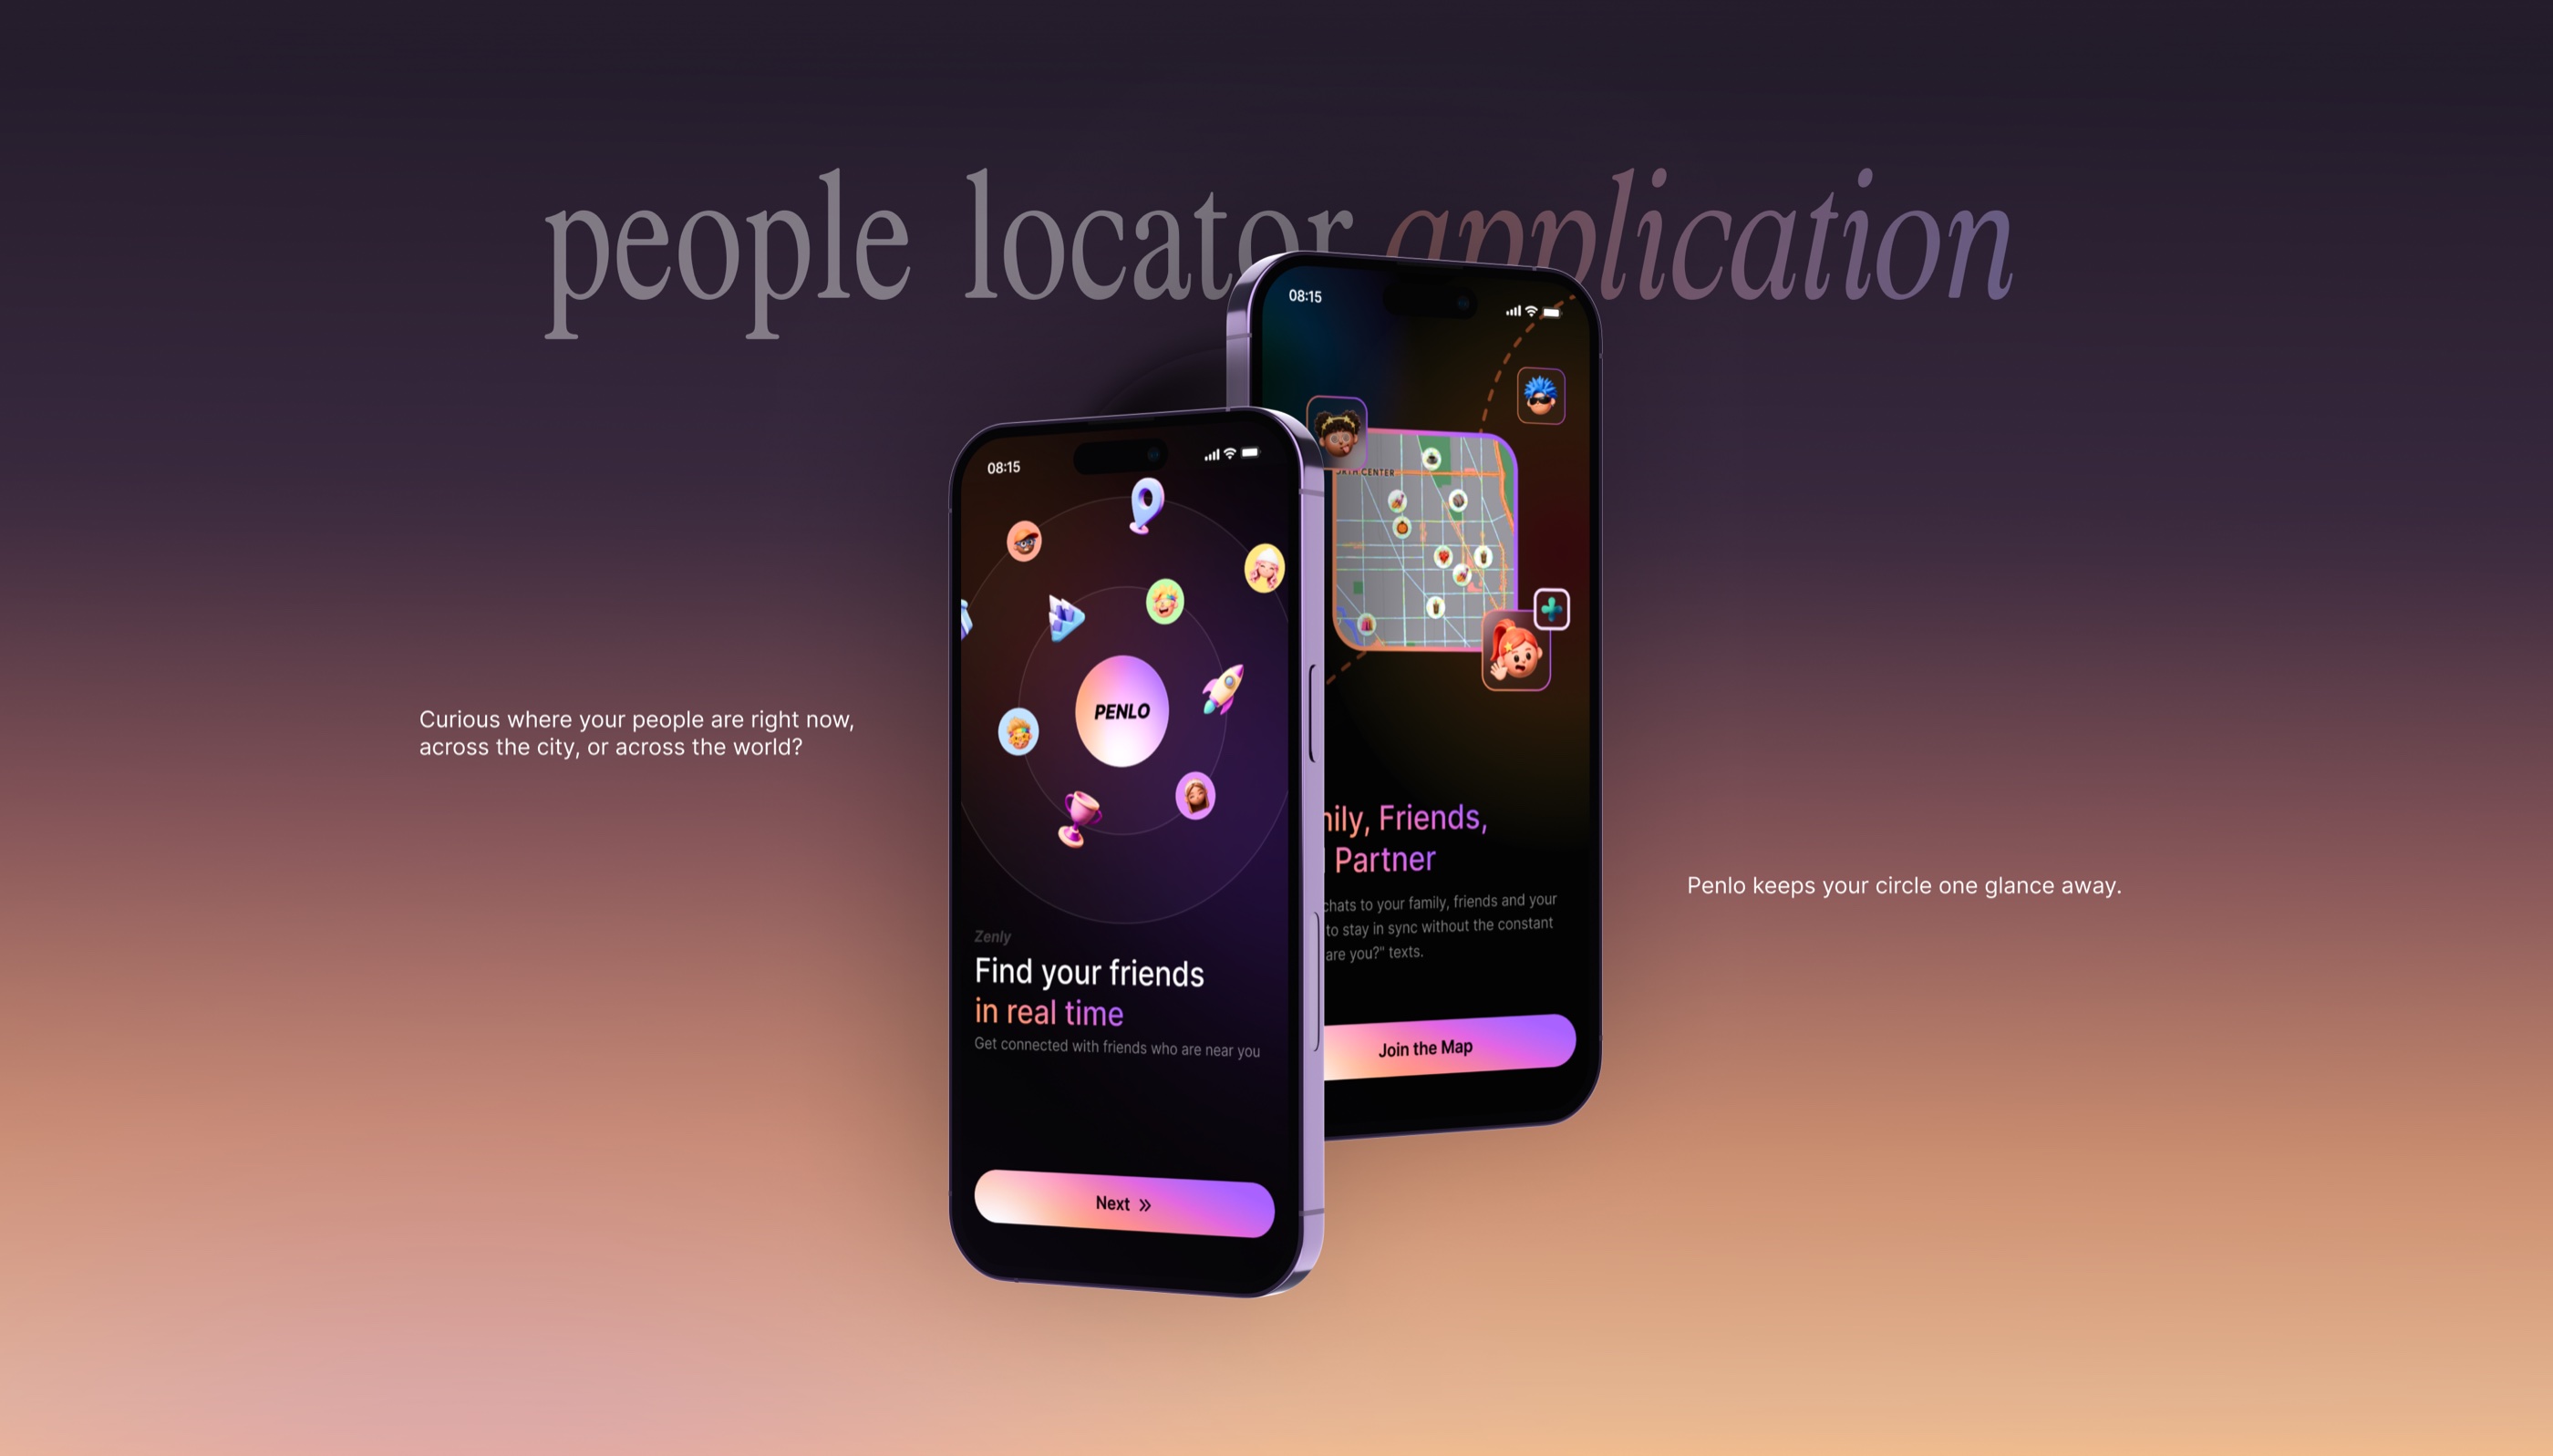 people locator application
08:15
08:15
CENTER
Curious where your people are right now,
across the city, or across the world?
PENLO
Zenly
Find your friends
in real time
Get connected with friends who are near you
Next
Friends,
Partner
chats to your family, friends and your
to stay in sync without the constant
are you?" texts.
Join the Map
Penlo keeps your circle one glance away.